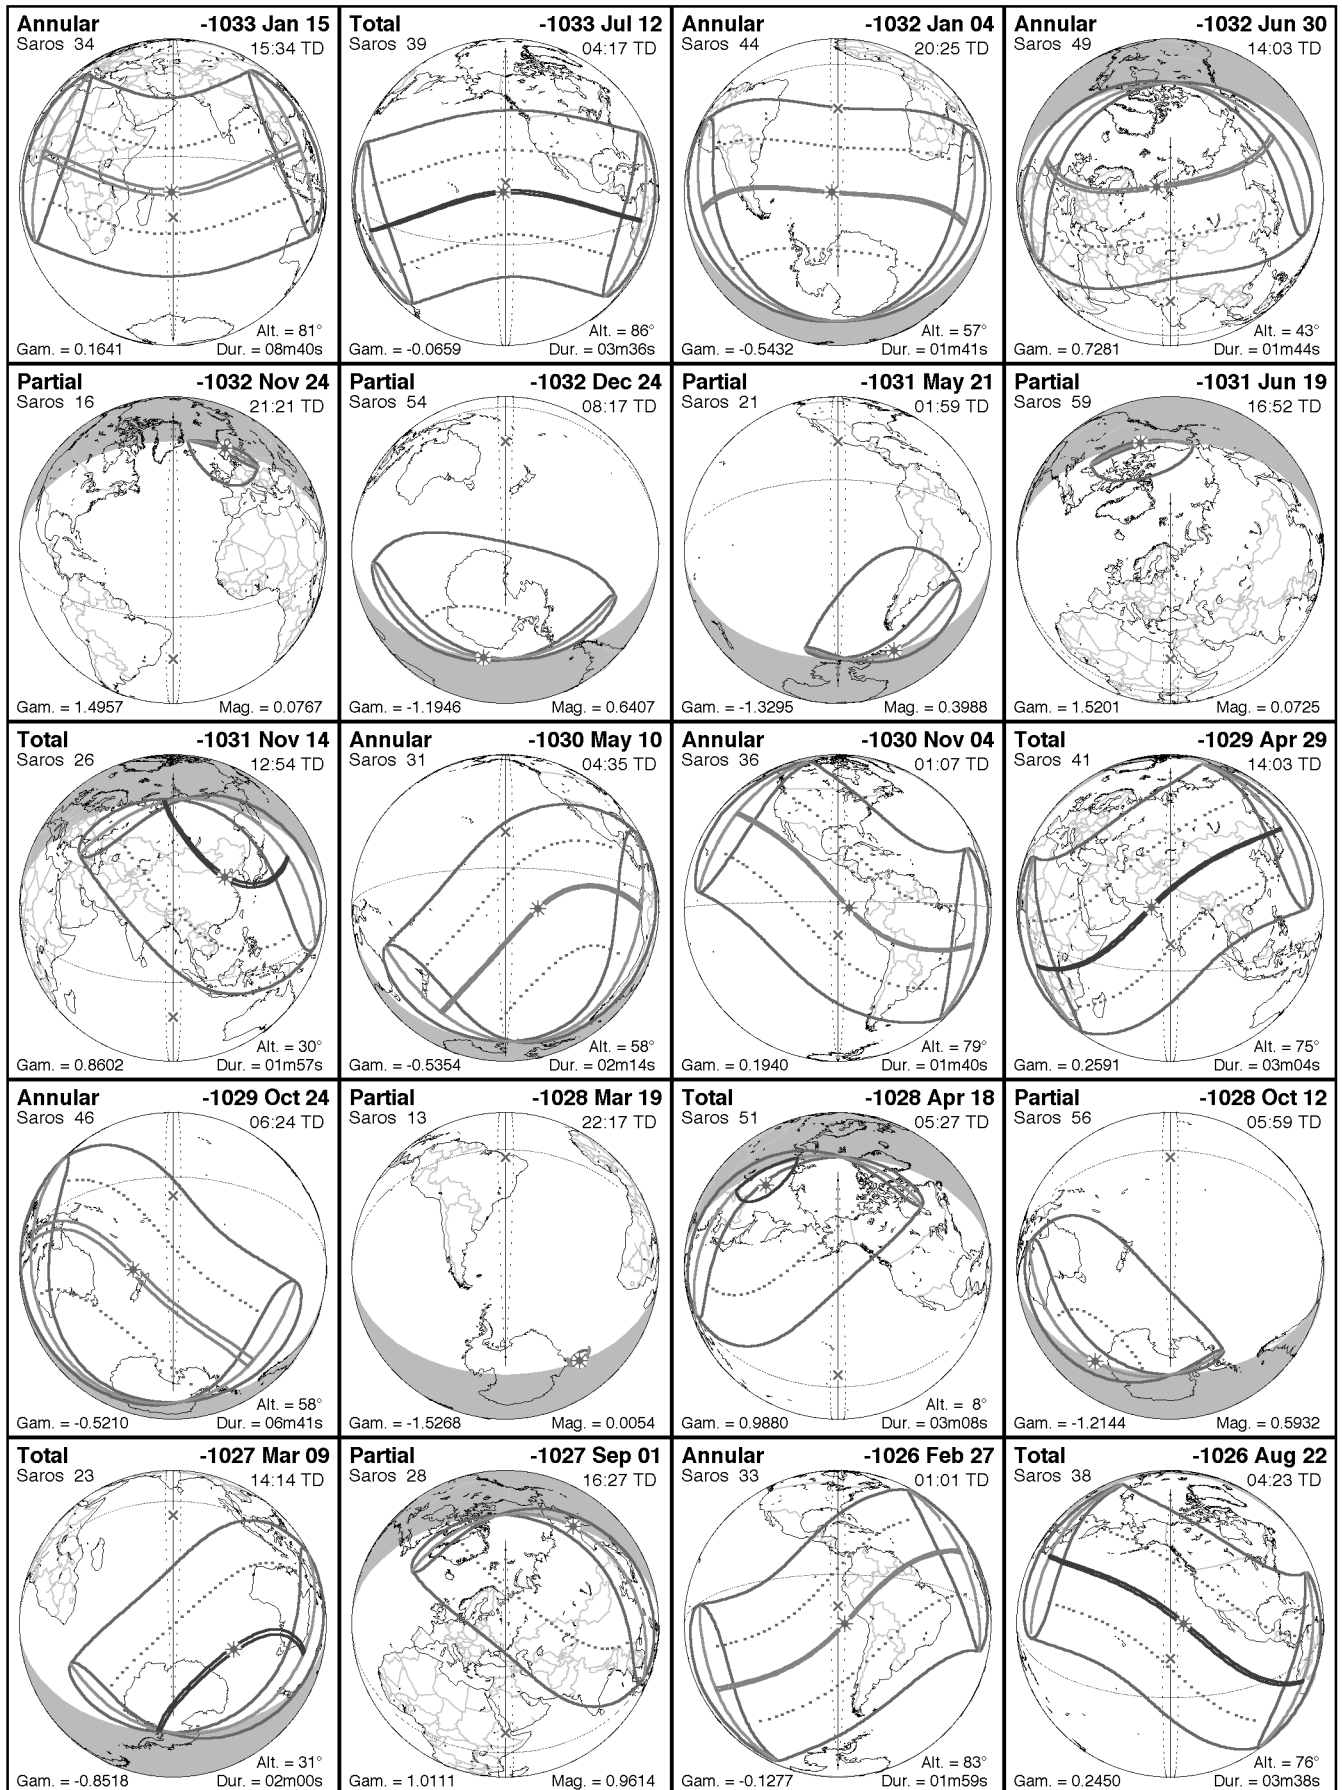 Annular -1033 Jan 15
Saros 34 15:34 TD
Alt. = 81°
Gam. = 0.1641 Dur. = 08m40s
Total -1033 Jul 12
Saros 39 04:17 TD
Alt. = 86°
Gam. = -0.0659 Dur. = 03m36s
Annular -1032 Jan 04
Saros 44 20:25 TD
Alt. = 57°
Gam. = -0.5432 Dur. = 01m41s
Annular -1032 Jun 30
Saros 49 14:03 TD
Alt. = 43°
Gam. = 0.7281 Dur. = 01m44s
Partial -1032 Nov 24
Saros 16 21:21 TD
Gam. = 1.4957 Mag. = 0.0767
Partial -1032 Dec 24
Saros 54 08:17 TD
Gam. = -1.1946 Mag. = 0.6407
Partial -1031 May 21
Saros 21 01:59 TD
Gam. = -1.3295 Mag. = 0.3988
Partial -1031 Jun 19
Saros 59 16:52 TD
Gam. = 1.5201 Mag. = 0.0725
Total -1031 Nov 14
Saros 26 12:54 TD
Alt. = 30°
Gam. = 0.8602 Dur. = 01m57s
Annular -1030 May 10
Saros 31 04:35 TD
Alt. = 58°
Gam. = -0.5354 Dur. = 02m14s
Annular -1030 Nov 04
Saros 36 01:07 TD
Alt. = 79°
Gam. = 0.1940 Dur. = 01m40s
Total -1029 Apr 29
Saros 41 14:03 TD
Alt. = 75°
Gam. = 0.2591 Dur. = 03m04s
Annular -1029 Oct 24
Saros 46 06:24 TD
Alt. = 58°
Gam. = -0.5210 Dur. = 06m41s
Partial -1028 Mar 19
Saros 13 22:17 TD
Gam. = -1.5268 Mag. = 0.0054
Total -1028 Apr 18
Saros 51 05:27 TD
Alt. = 8°
Gam. = 0.9880 Dur. = 03m08s
Partial -1028 Oct 12
Saros 56 05:59 TD
Gam. = -1.2144 Mag. = 0.5932
Total -1027 Mar 09
Saros 23 14:14 TD
Alt. = 31°
Gam. = -0.8518 Dur. = 02m00s
Partial -1027 Sep 01
Saros 28 16:27 TD
Gam. = 1.0111 Mag. = 0.9614
Annular -1026 Feb 27
Saros 33 01:01 TD
Alt. = 83°
Gam. = -0.1277 Dur. = 01m59s
Total -1026 Aug 22
Saros 38 04:23 TD
Alt. = 76°
Gam. = 0.2450 Dur. = 03m38s